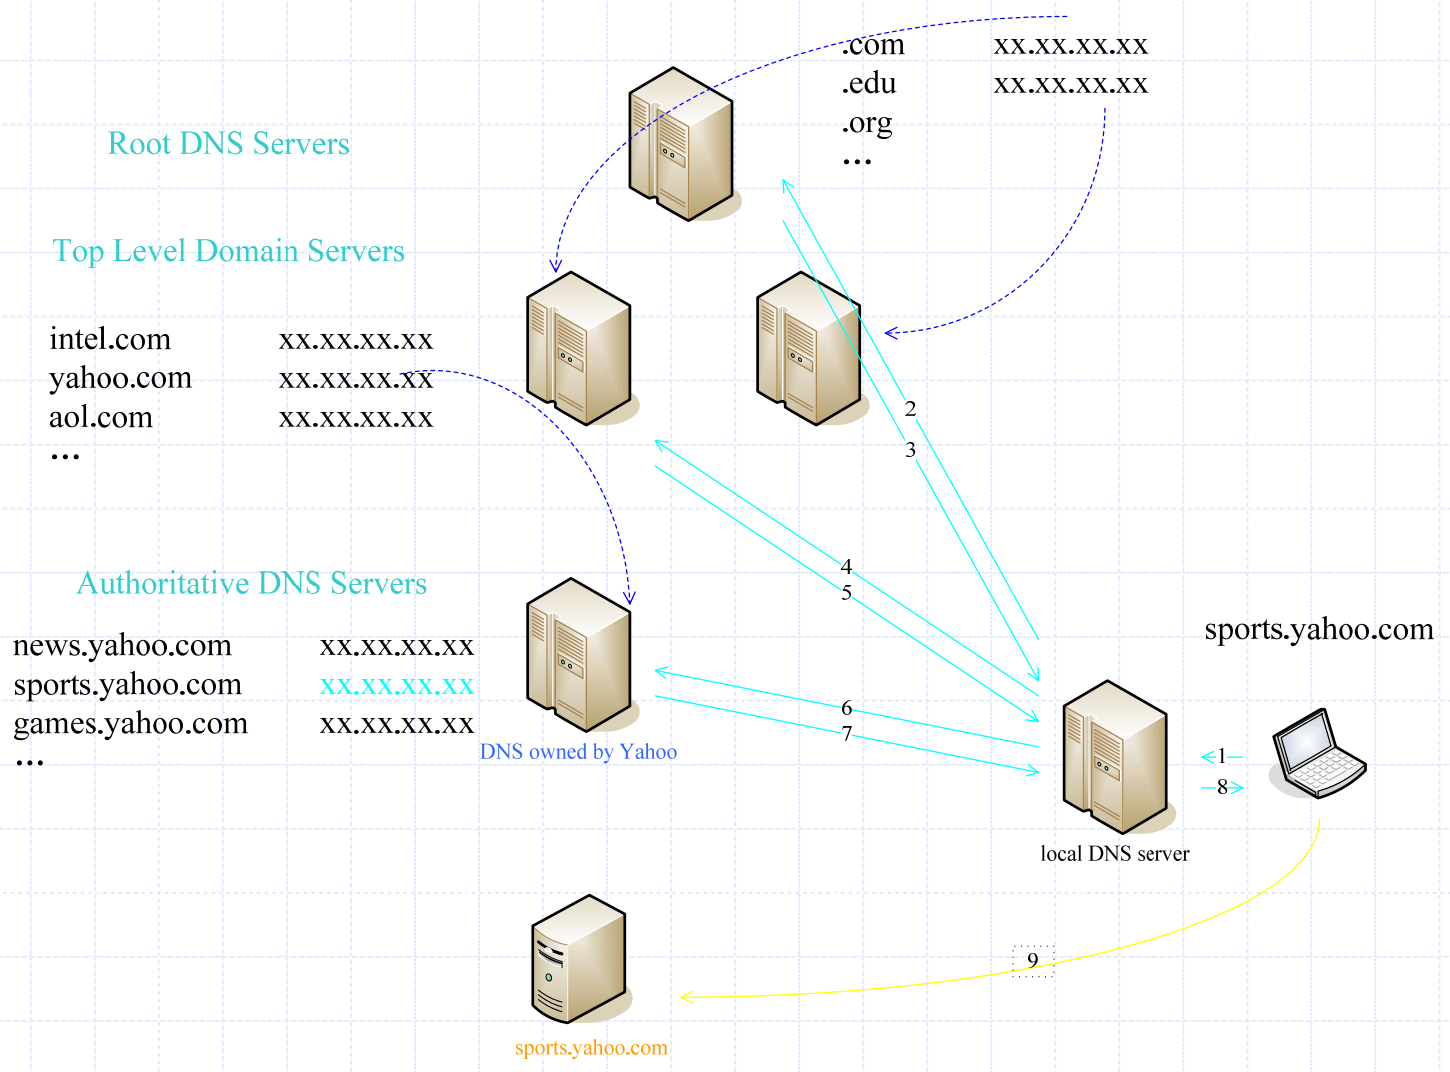 .com xx.xx.xx.xx
.edu xx.xx.xx.xx
.org
...
Root DNS Servers
Top Level Domain Servers
intel.com xx.xx.xx.xx
yahoo.com xx.xx.xx.xx
aol.com xx.xx.xx.xx
...
2
3
4
5
Authoritative DNS Servers
news.yahoo.com xx.xx.xx.xx
sports.yahoo.com xx.xx.xx.xx
games.yahoo.com xx.xx.xx.xx
...
DNS owned by Yahoo
6
7
sports.yahoo.com
1
8
local DNS server
9
sports.yahoo.com